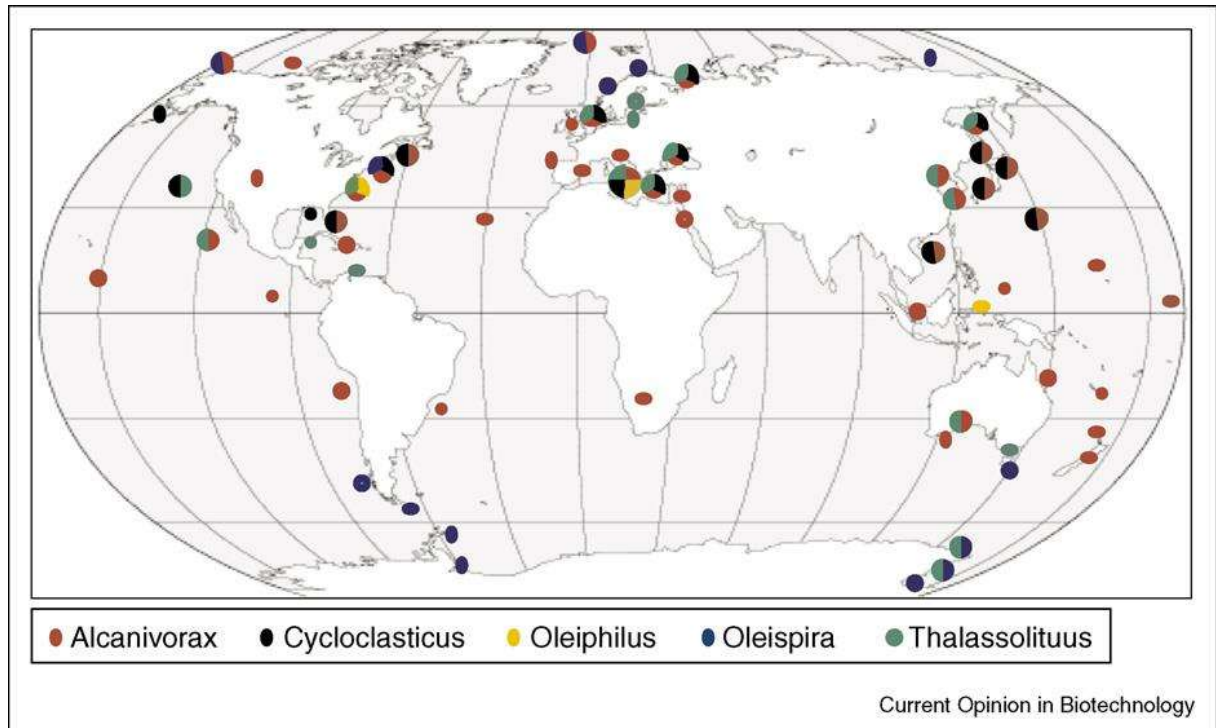 Alcanivorax Cycloclasticus Oleiphilus Oleispira Thalassolituus
Current Opinion in Biotechnology